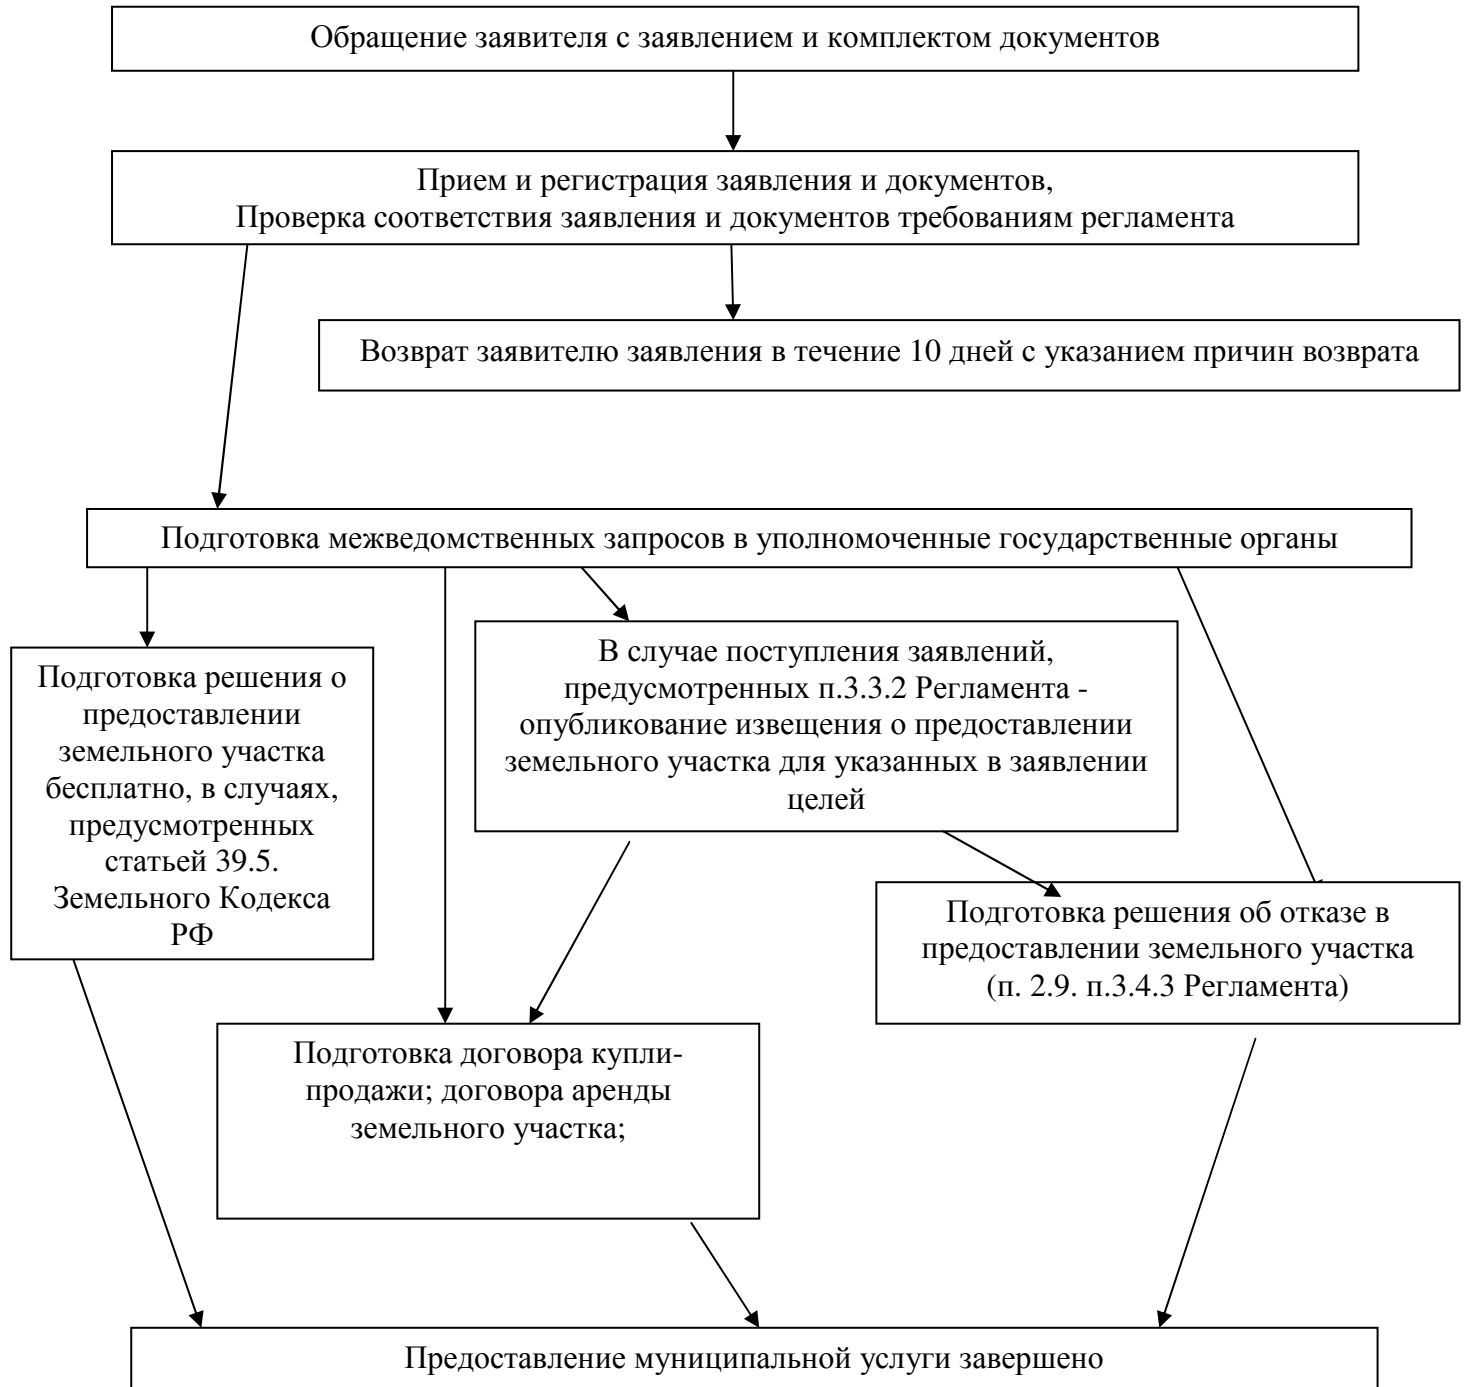 Обращение заявителя с заявлением и комплектом документов
Прием и регистрация заявления и документов,
Проверка соответствия заявления и документов требованиям регламента
Возврат заявителю заявления в течение 10 дней с указанием причин возврата
Подготовка межведомственных запросов в уполномоченные государственные органы
Подготовка решения о
предоставлении
земельного участка
бесплатно, в случаях,
предусмотренных
статьей 39.5.
Земельного Кодекса
РФ
В случае поступления заявлений,
предусмотренных п.3.3.2 Регламента -
опубликование извещения о предоставлении
земельного участка для указанных в заявлении
целей
Подготовка решения об отказе в
предоставлении земельного участка
(п. 2.9. п.3.4.3 Регламента)
Подготовка договора купли-
продажи; договора аренды
земельного участка;
Предоставление муниципальной услуги завершено